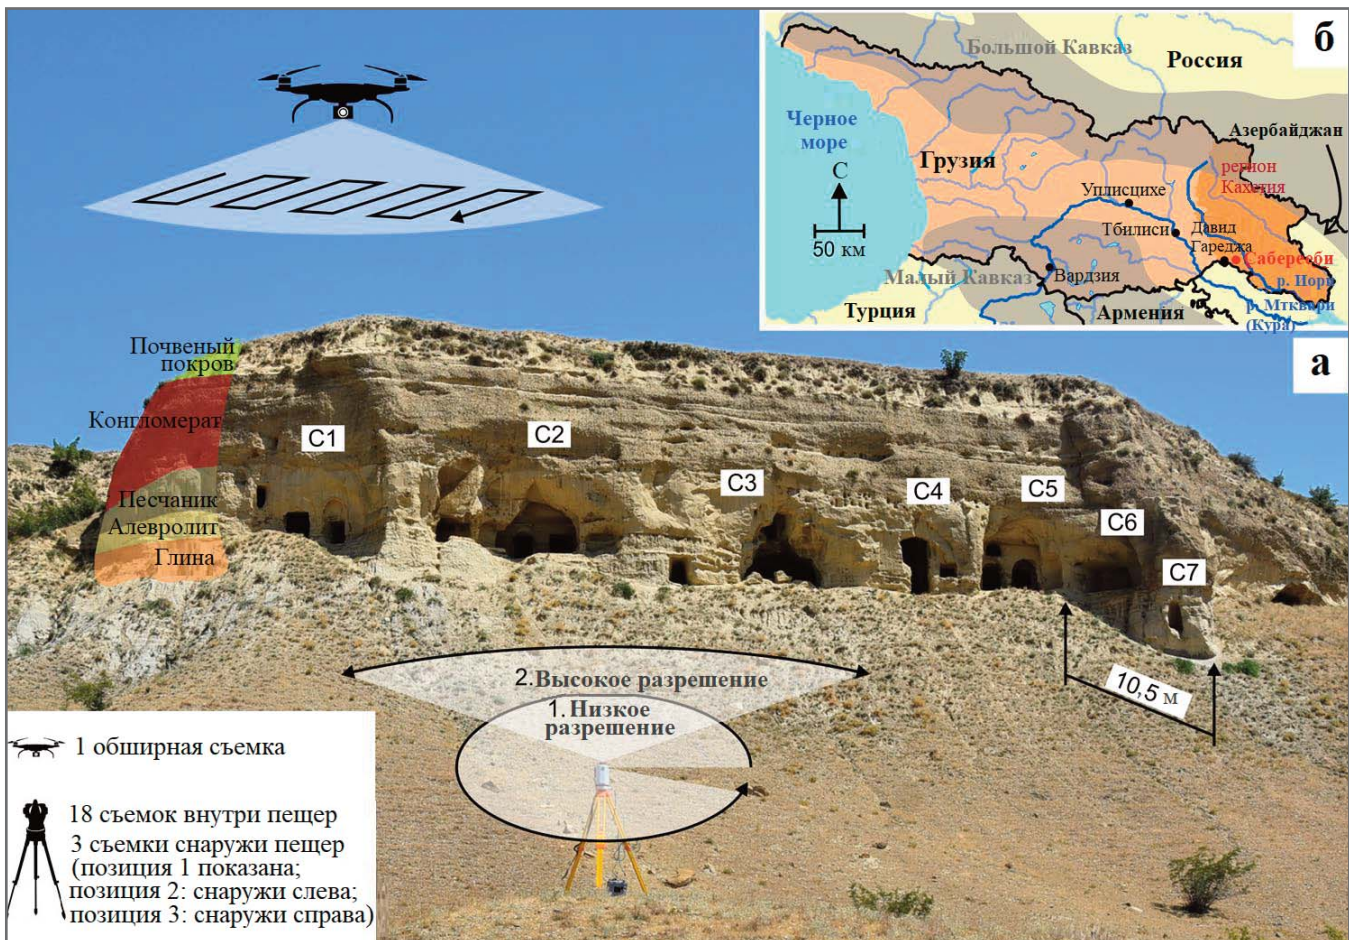 б
Большой Кавказ
Россия
Черное
море
Азербайджан
Грузия
регион
Кахетия
С
Уплисцихе
Тбилиси
Давид
Гареджа
50 км
Сабереэби
Малый Кавказ
Вардзия
р. Иори
р. Мтквари
(Кура)
Турция
Армения
а
Почвеный
покров
Конгломерат
Песчаник
Алевролит
Глина
C1
C2
C3
C4
C5
C6
C7
2. Высокое разрешение
1. Низкое
разрешение
10,5 м
1 обширная съемка
18 съемок внутри пещер
3 съемки снаружи пещер
(позиция 1 показана;
позиция 2: снаружи слева;
позиция 3: снаружи справа)